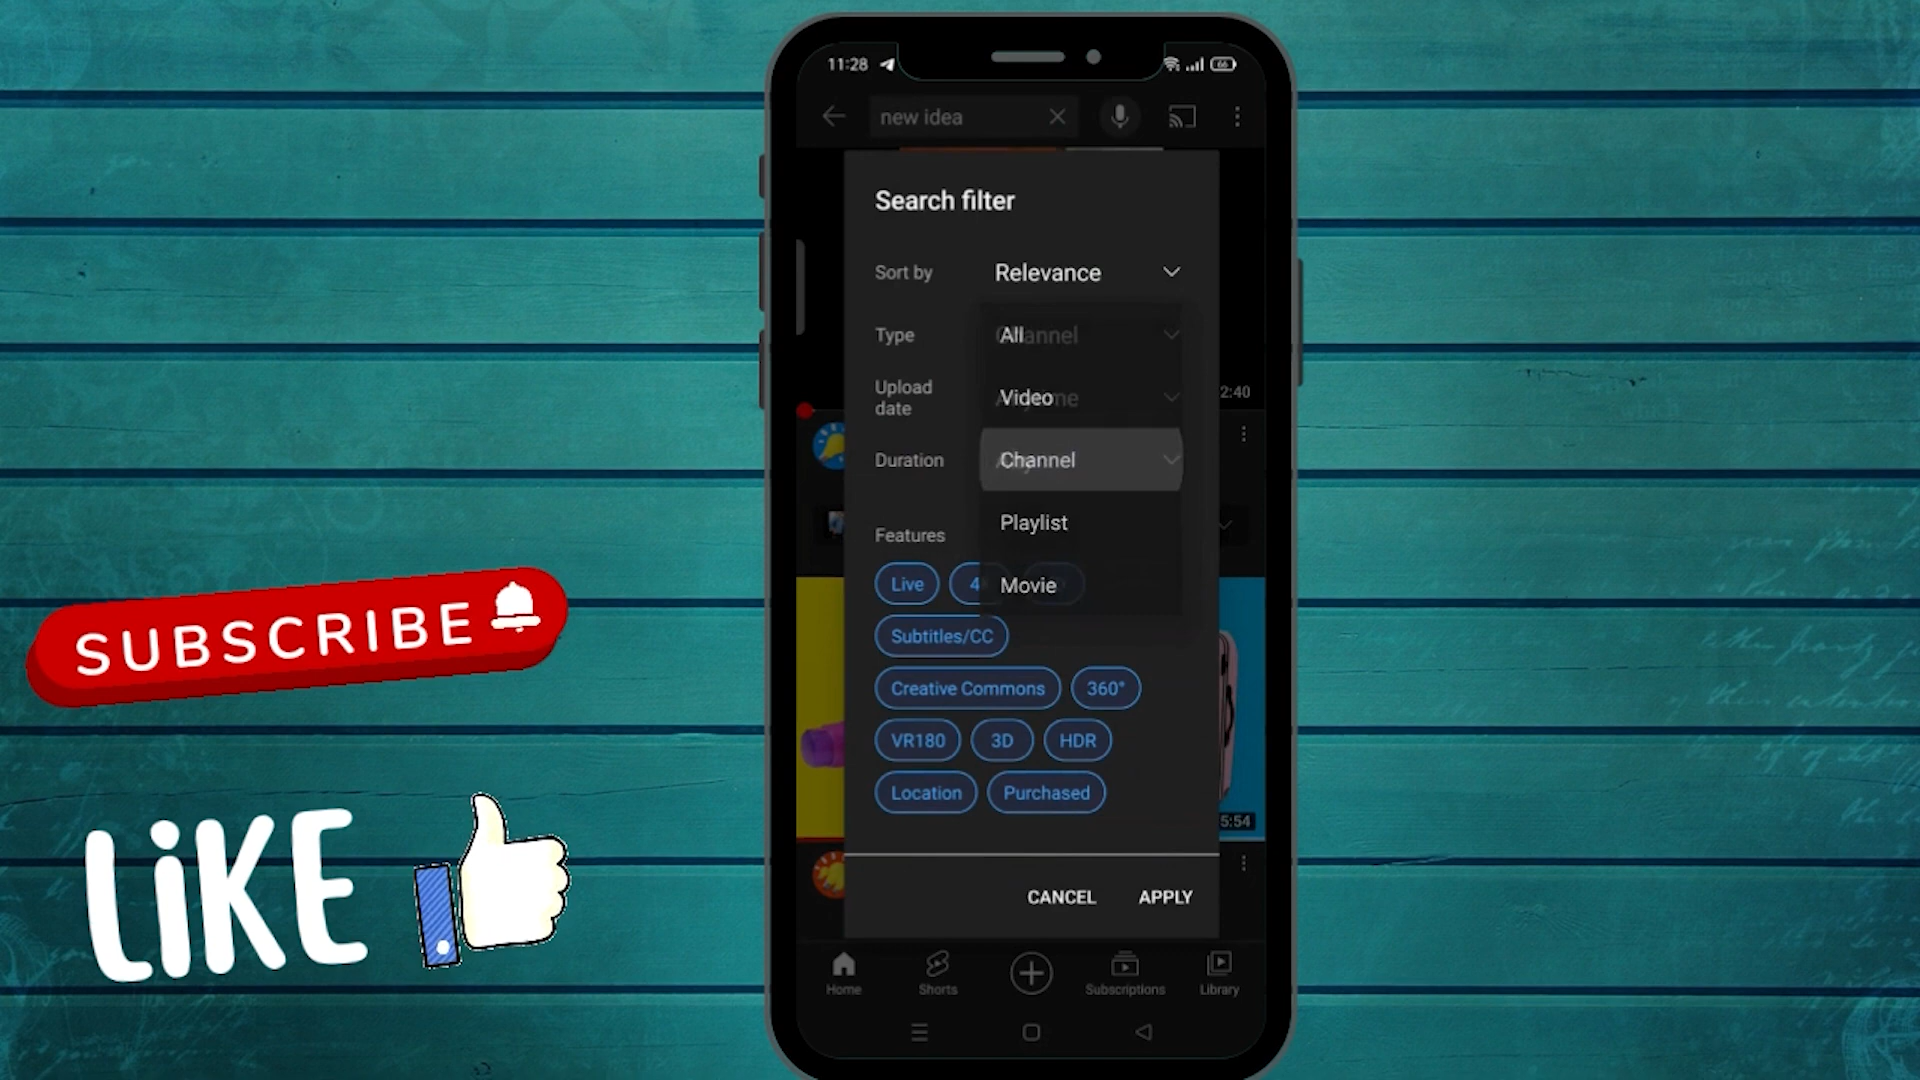 11:28
66
new idea
Search filter
Sort by Relevance
Type All
Upload date Video
2:40
Duration Channel
Playlist
Features
Live Movie
Subtitles/CC
Creative Commons 360°
VR180 3D HDR
Location Purchased
5:54
CANCEL APPLY
Home Shorts Subscriptions Library
SUBSCRIBE
LiKE